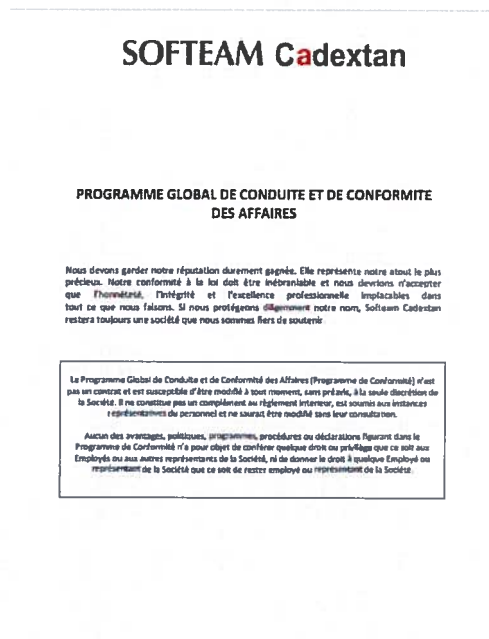 SOFTEAM Cadextan
PROGRAMME GLOBAL DE CONDUITE ET DE CONFORMITE
DES AFFAIRES
Nous devons garder notre réputation durement gagnée. Elle représente notre atout le plus
précieux. Notre conformité à la loi doit être inébranlable et nous devrions n'accepter
que l'honnêteté, l'intégrité et l'excellence professionnelle implacables dans
tout ce que nous faisons. Si nous protégeons diligemment notre nom, Softeam Cadextan
restera toujours une société que nous sommes fiers de soutenir
Le Programme Global de Conduite et de Conformité des Affaires (Programme de Conformité) n'est
pas un contrat et est susceptible d'être modifié à tout moment, sans préavis, à la seule discrétion de
la Société. Il ne constitue pas un complément au règlement interieur, est soumis aux instances
représentatives du personnel et ne saurait être modifié sans leur consultation.
Aucun des avantages, politiques, programmes, procédures ou déclarations figurant dans le
Programme de Conformité n'a pour objet de conférer quelque droit ou privilège que ce soit aux
Employés ou aux autres représentants de la Société, ni de donner le droit à quelque Employé ou
représentant de la Société que ce soit de rester employé ou représentant de la Société.